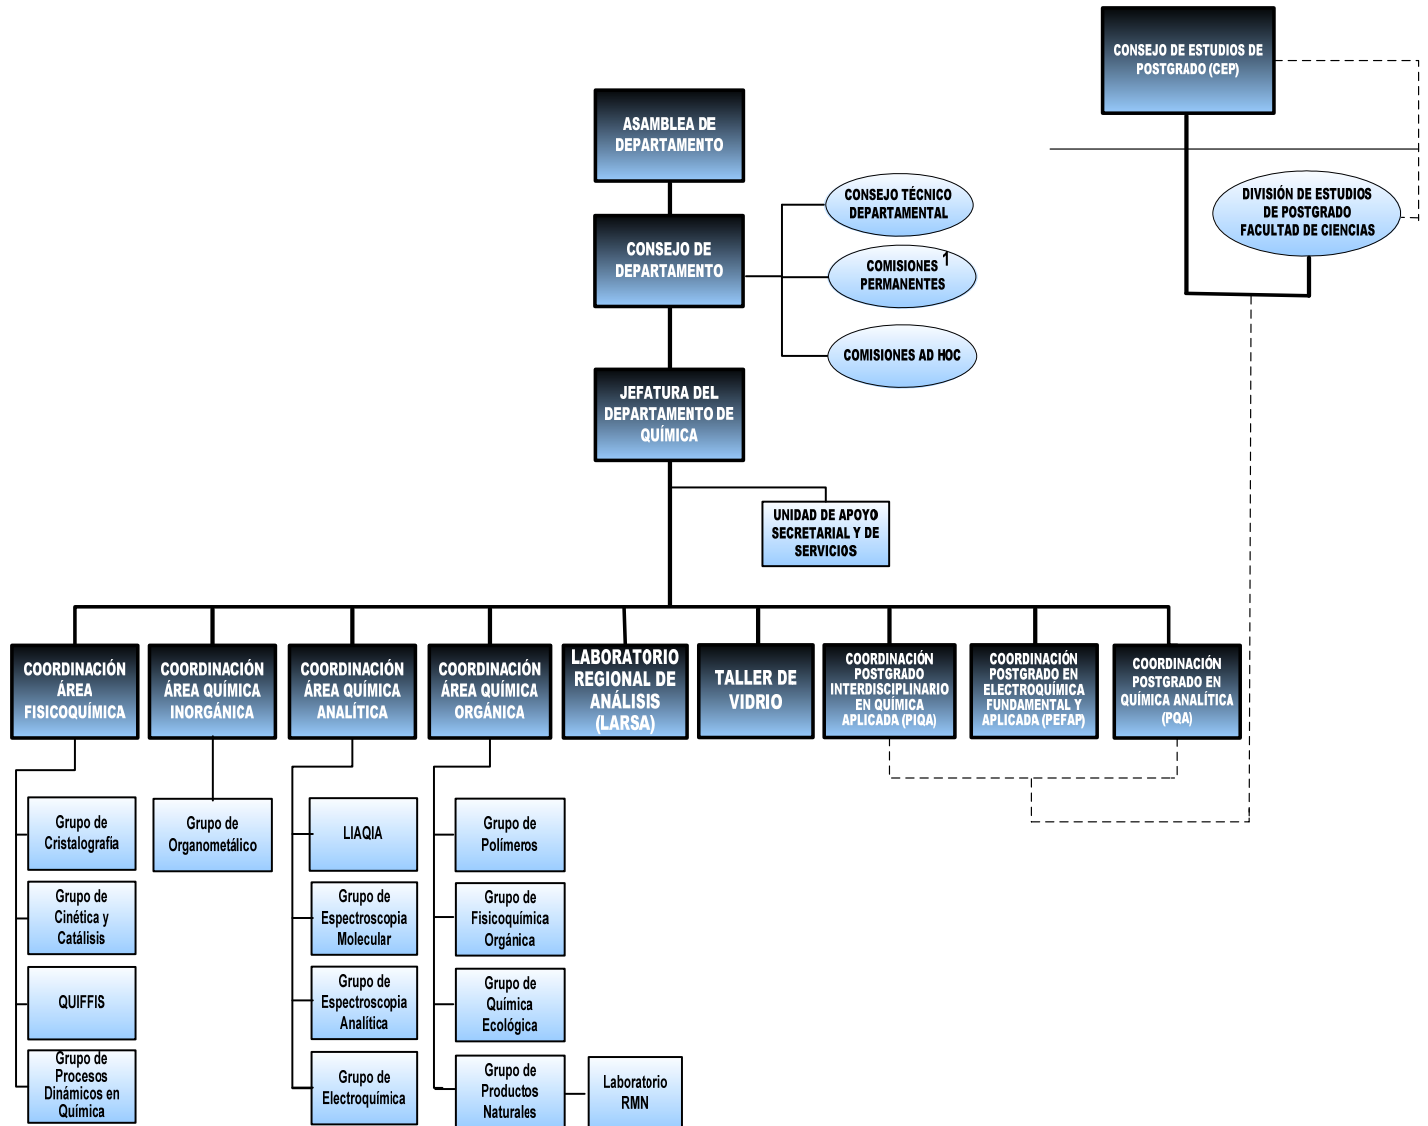 CONSEJO DE ESTUDIOS DE
POSTGRADO (CEP)
ASAMBLEA DE
DEPARTAMENTO
CONSEJO TÉCNICO
DEPARTAMENTAL
DIVISIÓN DE ESTUDIOS
DE POSTGRADO
FACULTAD DE CIENCIAS
CONSEJO DE
DEPARTAMENTO
COMISIONES 1
PERMANENTES
COMISIONES AD HOC
JEFATURA DEL
DEPARTAMENTO DE
QUÍMICA
UNIDAD DE APOYO
SECRETARIAL Y DE
SERVICIOS
COORDINACIÓN
ÁREA
FISICOQUÍMICA
COORDINACIÓN
ÁREA QUÍMICA
INORGÁNICA
COORDINACIÓN
ÁREA QUÍMICA
ANALÍTICA
COORDINACIÓN
ÁREA QUÍMICA
ORGÁNICA
LABORATORIO
REGIONAL DE
ANÁLISIS
(LARSA)
TALLER DE
VIDRIO
COORDINACIÓN
POSTGRADO
INTERDISCIPLINARIO
EN QUÍMICA
APLICADA (PIQA)
COORDINACIÓN
POSTGRADO EN
ELECTROQUÍMICA
FUNDAMENTAL Y
APLICADA (PEFAP)
COORDINACIÓN
POSTGRADO EN
QUÍMICA ANALÍTICA
(PQA)
Grupo de
Cristalografía
Grupo de
Cinética y
Catálisis
QUIFFIS
Grupo de
Procesos
Dinámicos en
Química
Grupo de
Organometálico
LIAQIA
Grupo de
Espectroscopia
Molecular
Grupo de
Espectroscopia
Analítica
Grupo de
Electroquímica
Grupo de
Polímeros
Grupo de
Fisicoquímica
Orgánica
Grupo de
Química
Ecológica
Grupo de
Productos
Naturales
Laboratorio
RMN